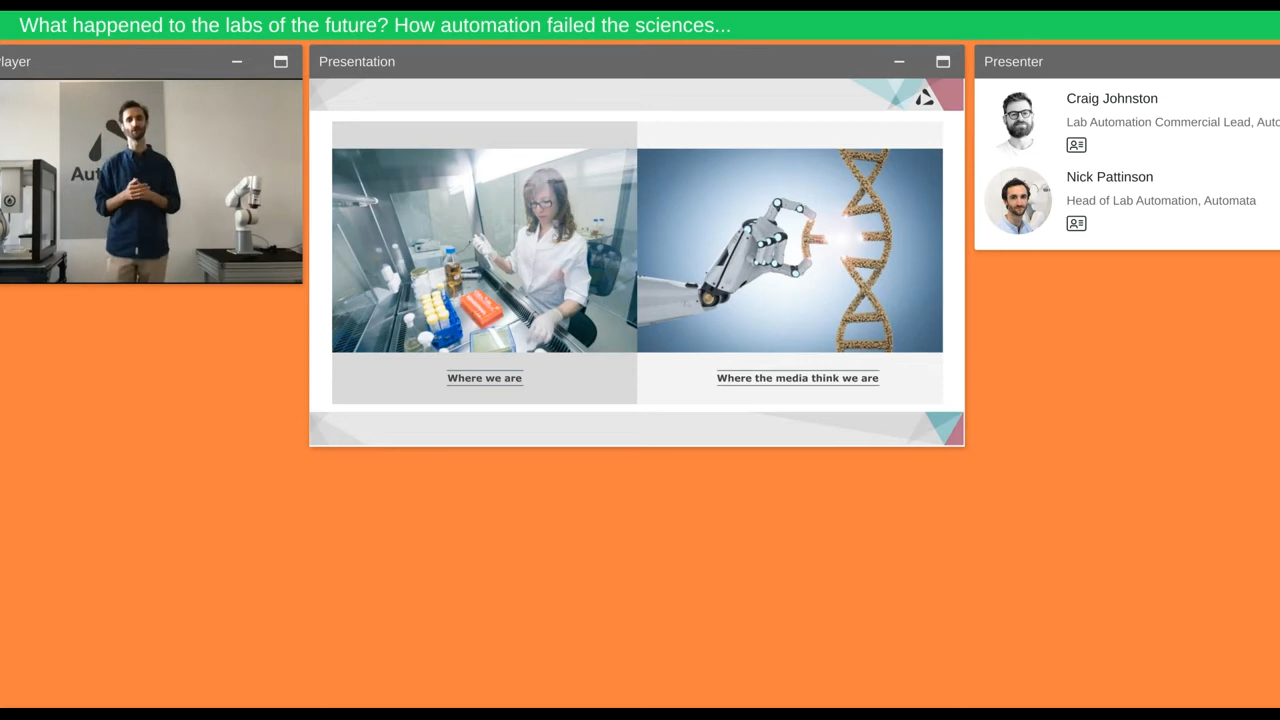 What happened to the labs of the future? How automation failed the sciences...
layer
Presentation
Presenter
Craig Johnston
Lab Automation Commercial Lead, Auto
Nick Pattinson
Head of Lab Automation, Automata
Aut
Where we are
Where the media think we are